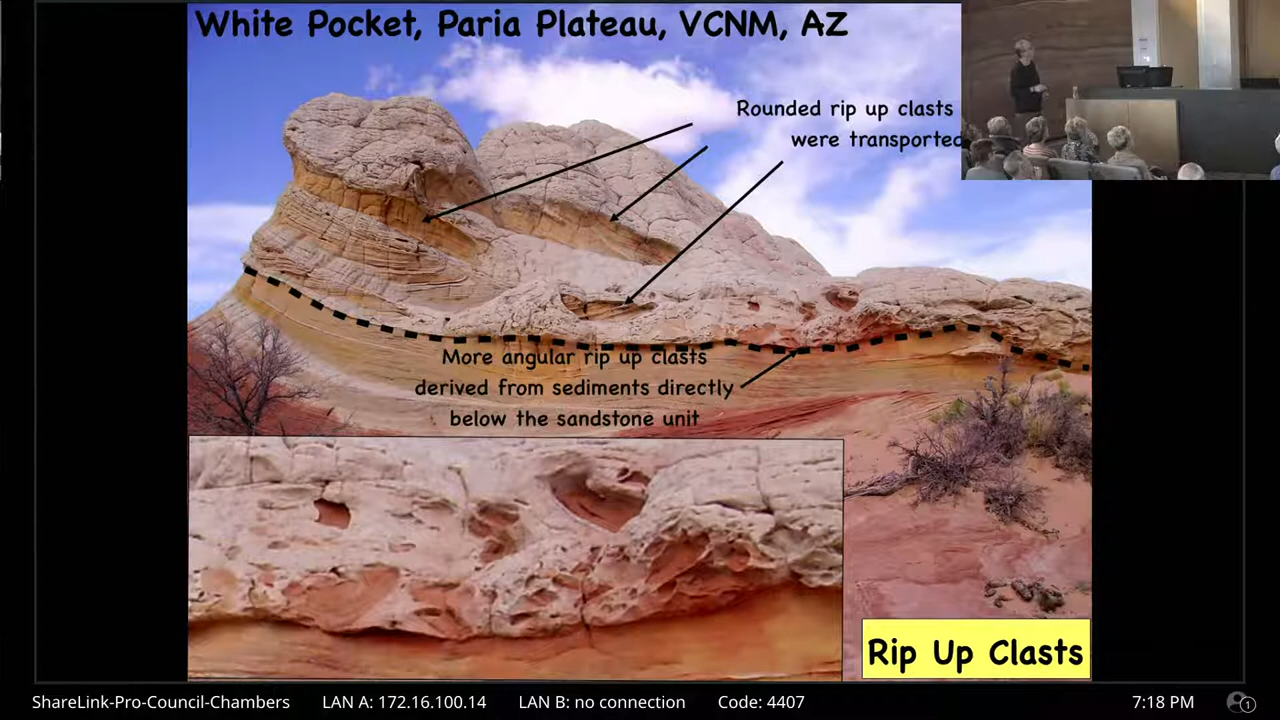 White Pocket, Paria Plateau, VCNM, AZ
Rounded rip up clasts
were transported
More angular rip up clasts
derived from sediments directly
below the sandstone unit
Rip Up Clasts
ShareLink-Pro-Council-Chambers LAN A: 172.16.100.14 LAN B: no connection Code: 4407 7:18 PM 1